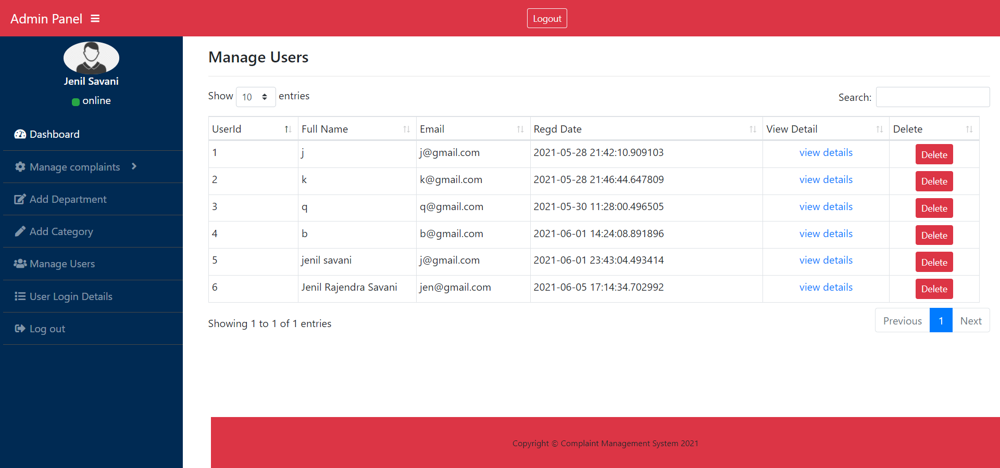 Admin Panel
Logout
Jenil Savani
online
Dashboard
Manage complaints
Add Department
Add Category
Manage Users
User Login Details
Log out
Manage Users
Show 10 entries
Search:
UserId Full Name Email Regd Date View Detail Delete
1 j j@gmail.com 2021-05-28 21:42:10.909103 view details Delete
2 k k@gmail.com 2021-05-28 21:46:44.647809 view details Delete
3 q q@gmail.com 2021-05-30 11:28:00.496505 view details Delete
4 b b@gmail.com 2021-06-01 14:24:08.891896 view details Delete
5 jenil savani j@gmail.com 2021-06-01 23:43:04.493414 view details Delete
6 Jenil Rajendra Savani jen@gmail.com 2021-06-05 17:14:34.702992 view details Delete
Showing 1 to 1 of 1 entries
Previous 1 Next
Copyright © Complaint Management System 2021